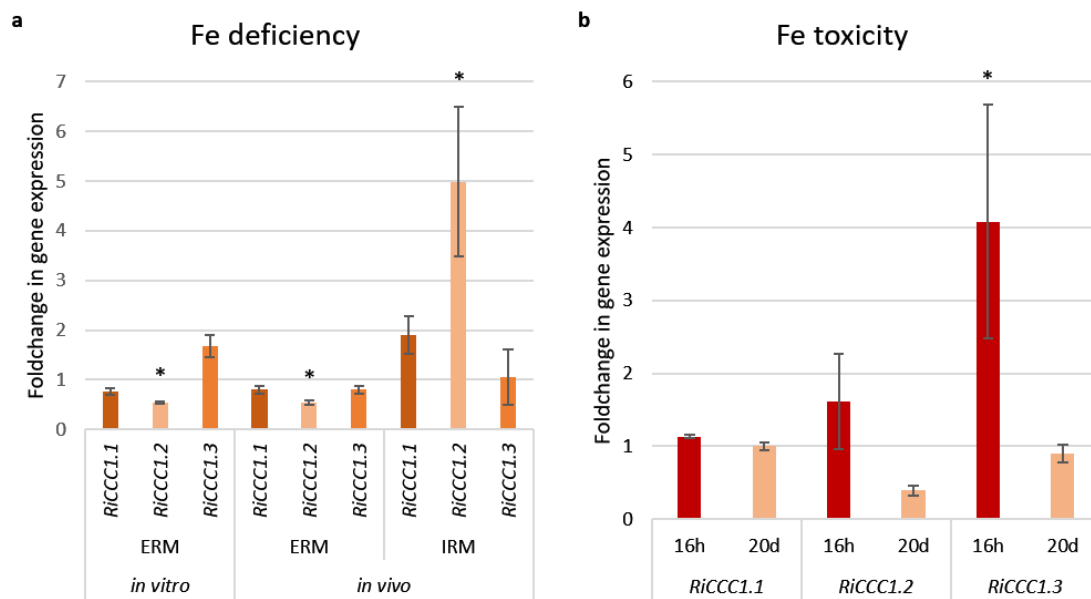 a
Fe deficiency
Foldchange in gene expression
7
6
5
4
3
2
1
0
*
*
*
RiCCC1.1
RiCCC1.2
RiCCC1.3
RiCCC1.1
RiCCC1.2
RiCCC1.3
RiCCC1.1
RiCCC1.2
RiCCC1.3
ERM
ERM
IRM
in vitro
in vivo
b
Fe toxicity
Foldchange in gene expression
6
5
4
3
2
1
0
*
16h
20d
16h
20d
16h
20d
RiCCC1.1
RiCCC1.2
RiCCC1.3